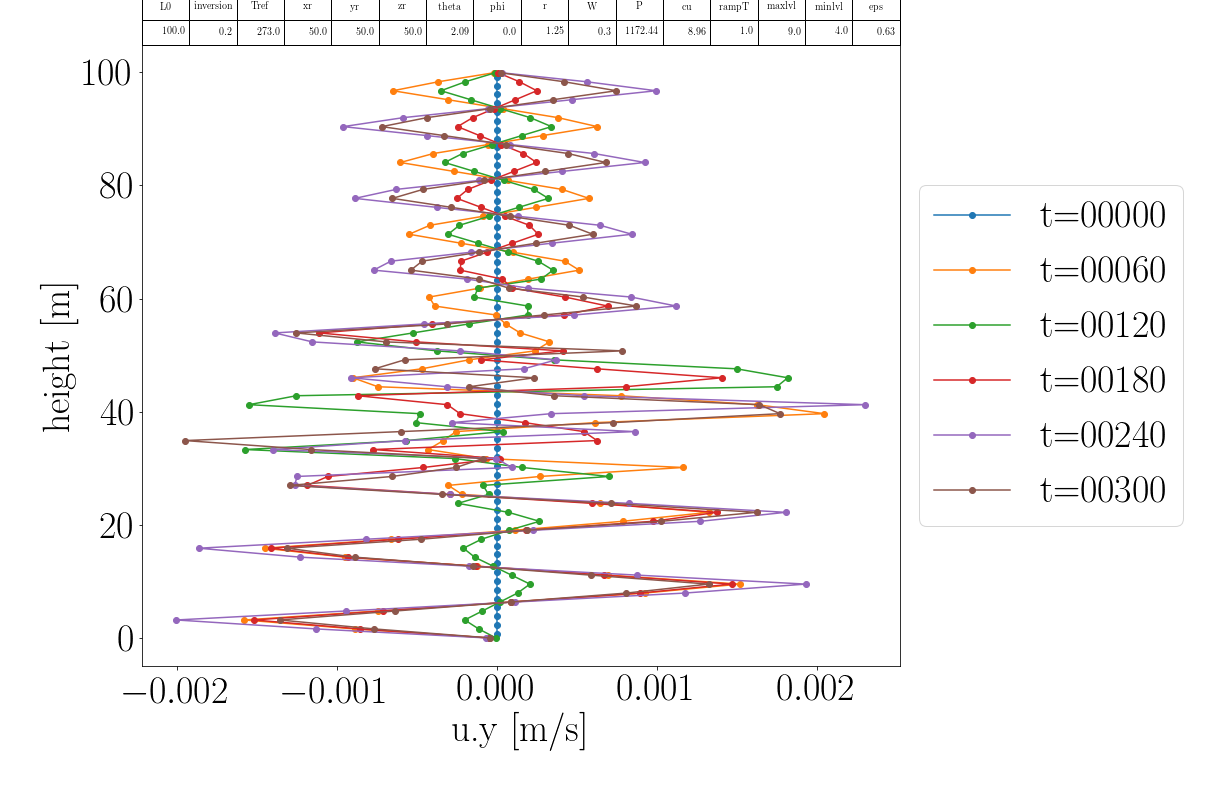 L0 inversion Tref xr yr zr theta phi r W P cu rampT maxlvl minlvl eps
100.0 0.2 273.0 50.0 50.0 50.0 2.09 0.0 1.25 0.3 1172.44 8.96 1.0 9.0 4.0 0.63
100
80
60
40
20
0
height [m]
−0.002 −0.001 0.000 0.001 0.002
u.y [m/s]
t=00000
t=00060
t=00120
t=00180
t=00240
t=00300